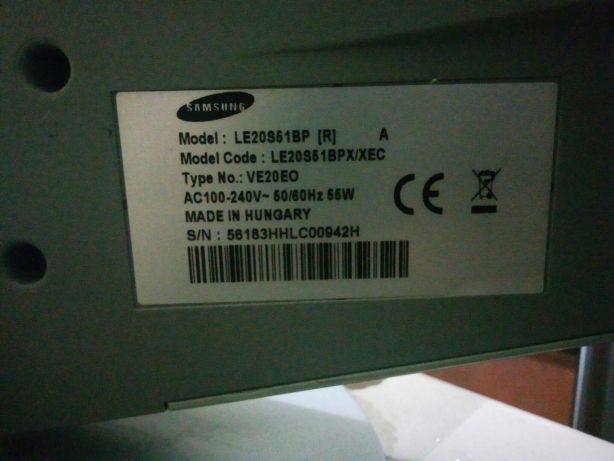 SAMSUNG
Model : LE20S51BP [R] A
Model Code : LE20S51BPX/XEC
Type No.: VE20EO
AC100-240V~ 50/60Hz 55W
MADE IN HUNGARY
S/N : 56183HHLC00942H
CE